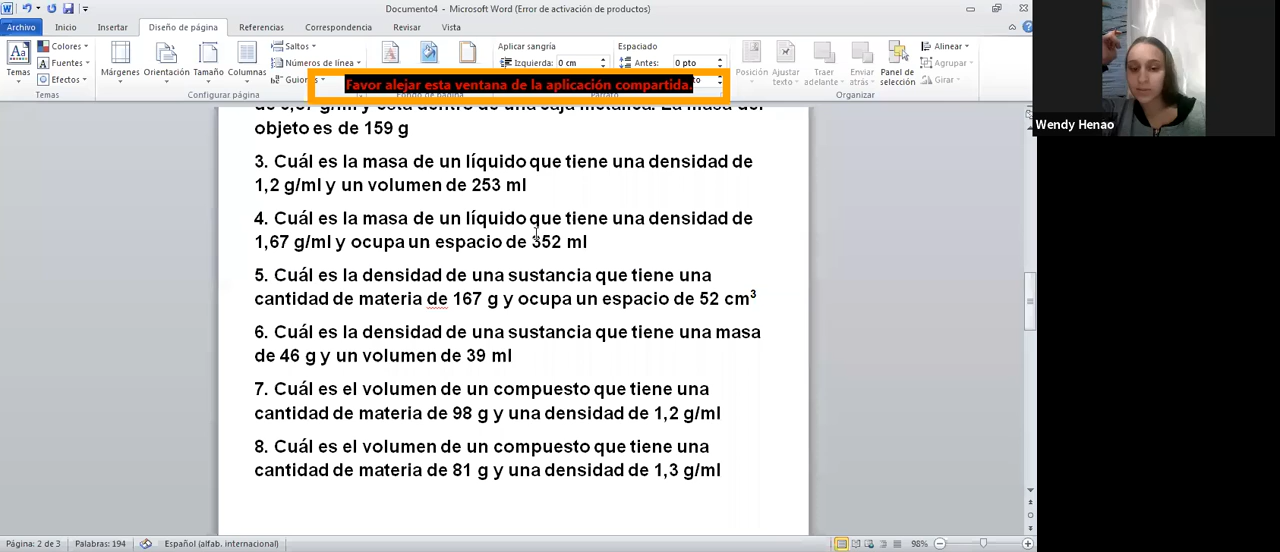 Documento4 - Microsoft Word (Error de activación de productos)
Archivo Inicio Insertar Diseño de página Referencias Correspondencia Revisar Vista
Temas Colores Fuentes Efectos Márgenes Orientación Tamaño Columnas Saltos Números de línea Guiones
Aplicar sangría Espaciado
Izquierda: 0 cm Antes: 0 pto
Posición Ajustar texto Traer adelante Enviar atrás Panel de selección Alinear Agrupar Girar
Favor alejar esta ventana de la aplicación compartida.
Temas Configurar página Organizar
Wendy Henao
objeto es de 159 g
3. Cuál es la masa de un líquido que tiene una densidad de
1,2 g/ml y un volumen de 253 ml
4. Cuál es la masa de un líquido que tiene una densidad de
1,67 g/ml y ocupa un espacio de 352 ml
5. Cuál es la densidad de una sustancia que tiene una
cantidad de materia de 167 g y ocupa un espacio de 52 cm³
6. Cuál es la densidad de una sustancia que tiene una masa
de 46 g y un volumen de 39 ml
7. Cuál es el volumen de un compuesto que tiene una
cantidad de materia de 98 g y una densidad de 1,2 g/ml
8. Cuál es el volumen de un compuesto que tiene una
cantidad de materia de 81 g y una densidad de 1,3 g/ml
Página: 2 de 3 Palabras: 194 Español (alfab. internacional) 98%